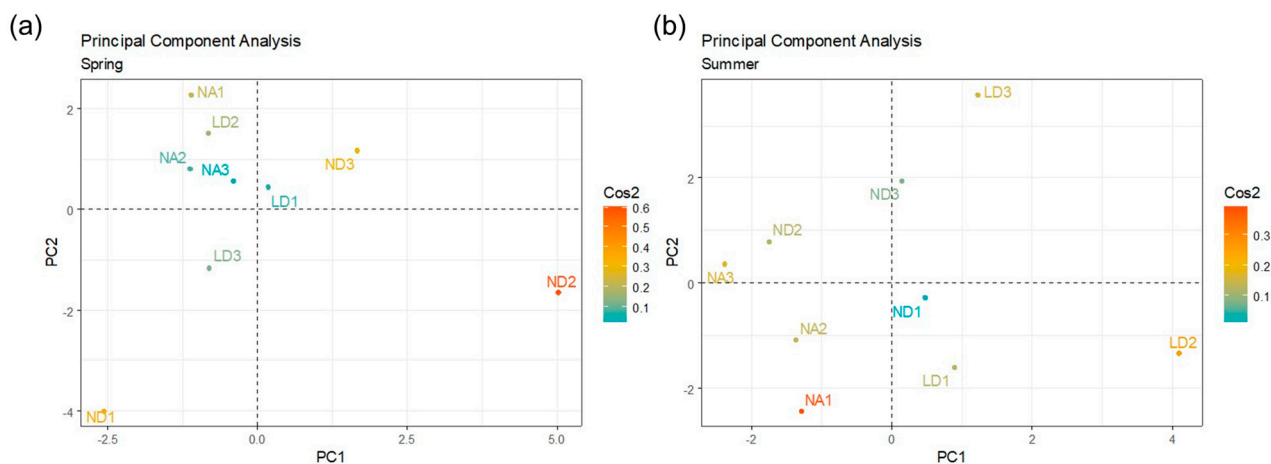 (a)
Principal Component Analysis
Spring
NA1
LD2
NA2
NA3
ND3
LD1
LD3
ND2
ND1
2
0
-2
-4
PC2
-2.5
0.0
2.5
5.0
PC1
Cos2
0.6
0.5
0.4
0.3
0.2
0.1
(b)
Principal Component Analysis
Summer
LD3
ND3
ND2
NA3
ND1
NA2
LD2
LD1
NA1
2
0
-2
PC2
-2
0
2
4
PC1
Cos2
0.3
0.2
0.1